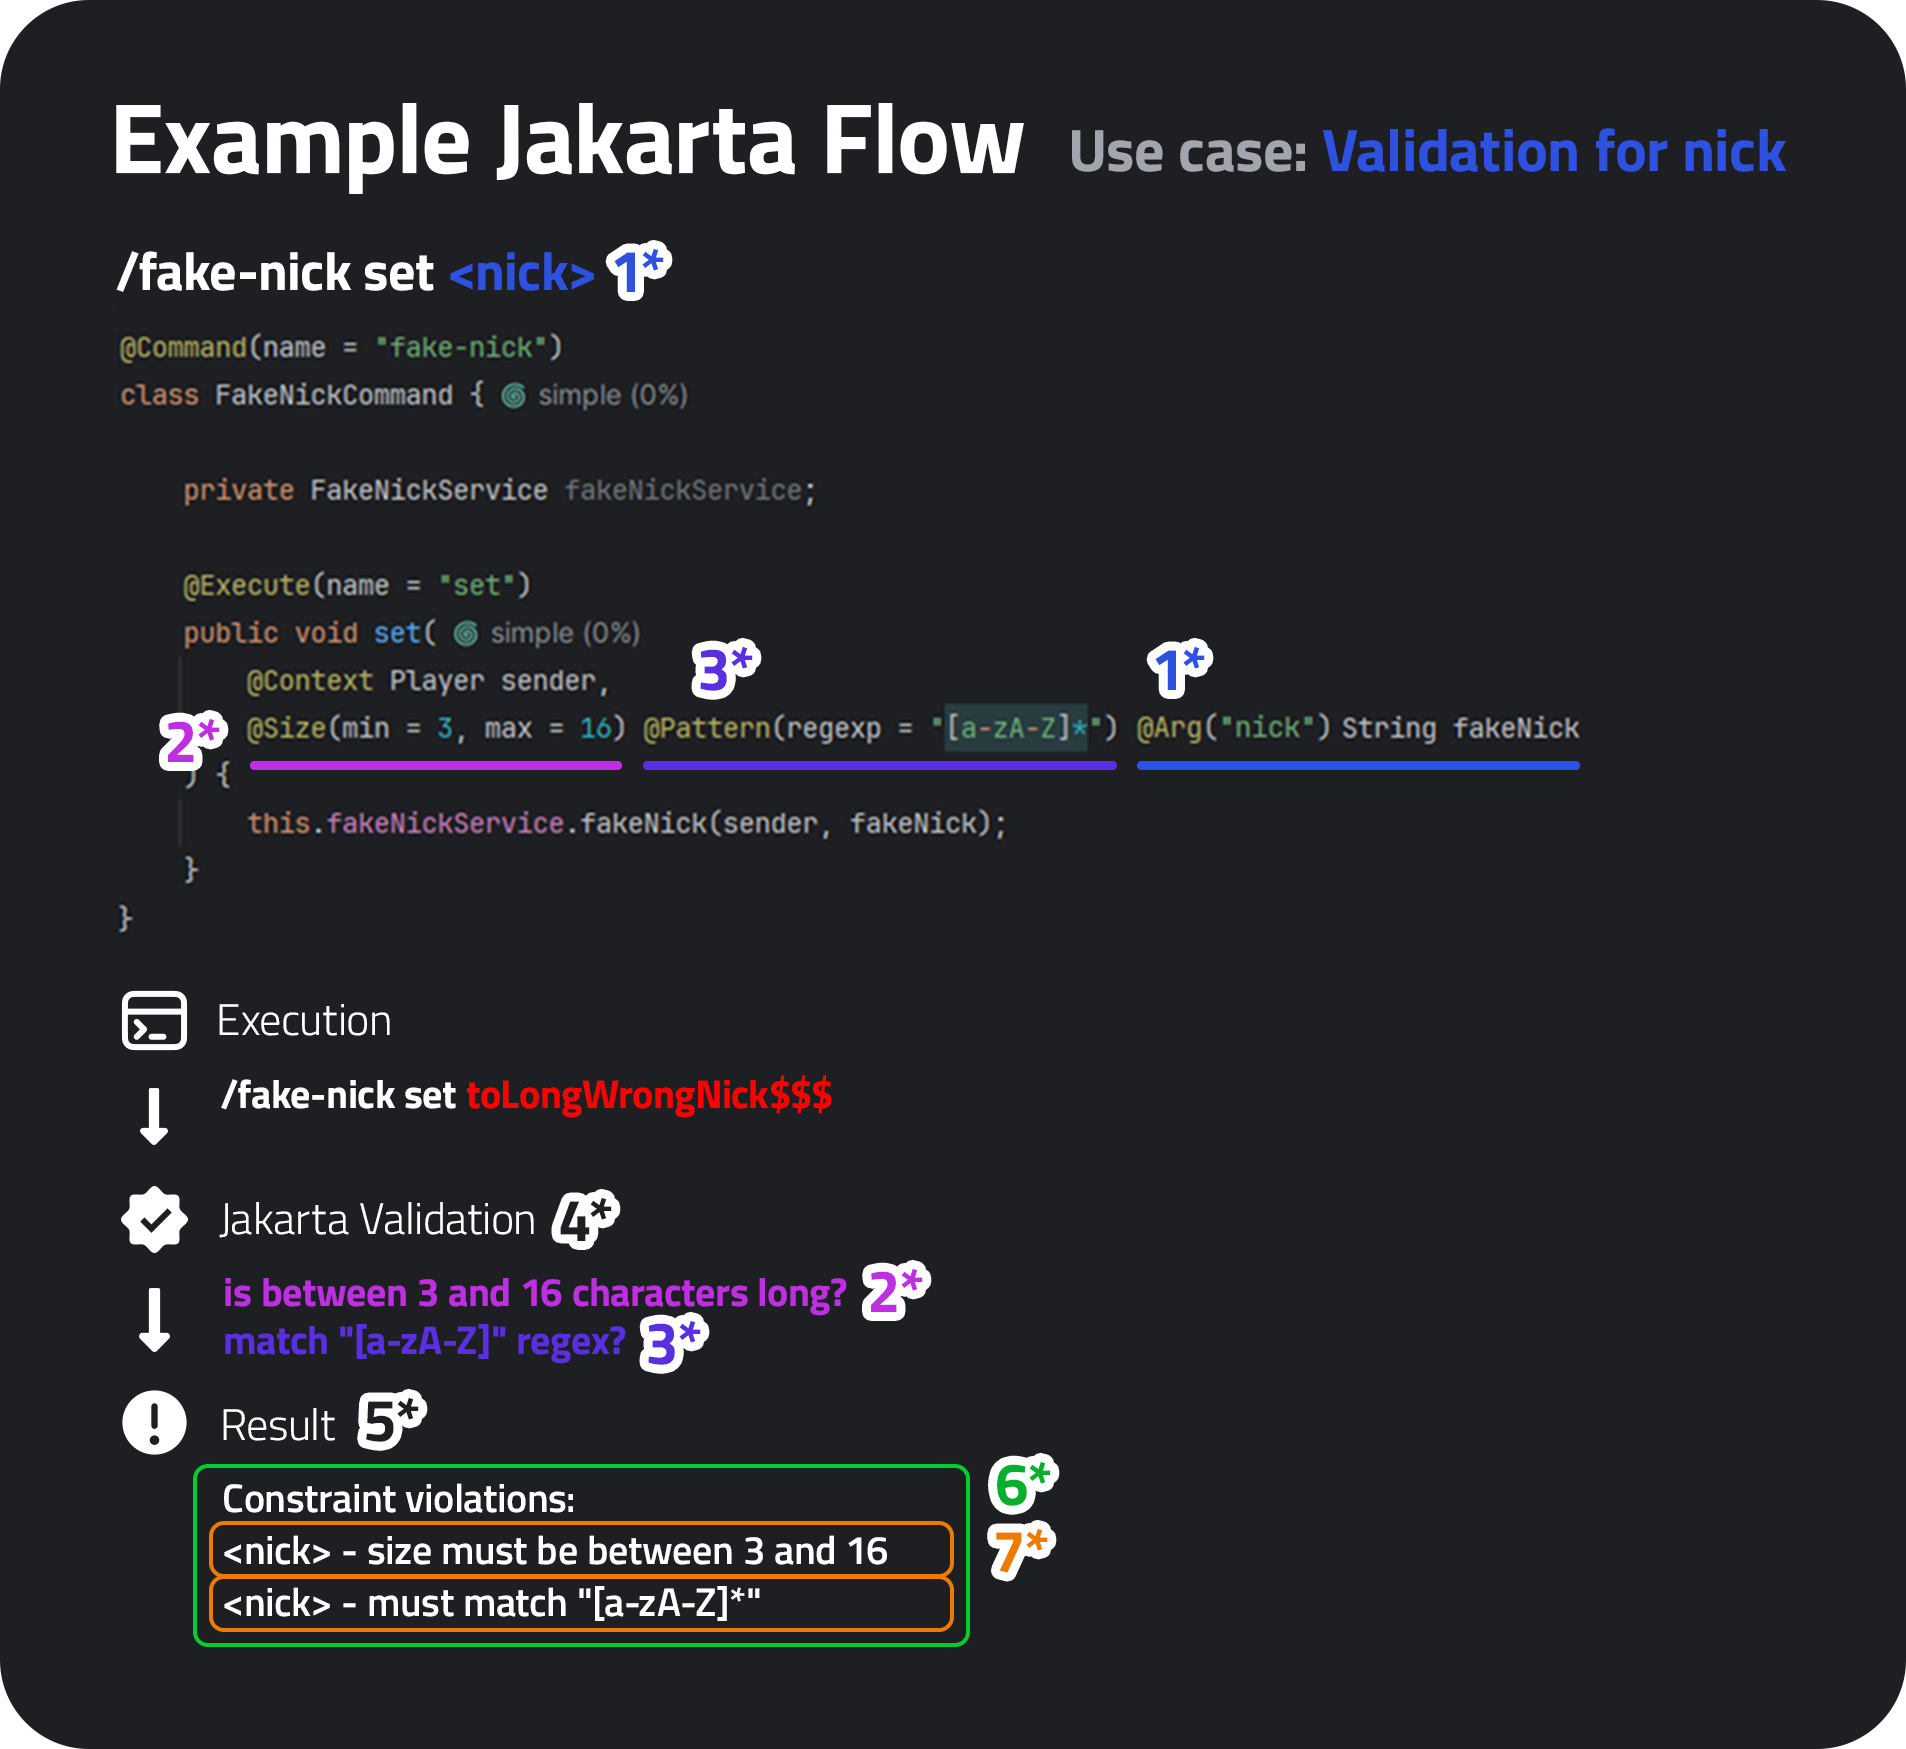 Example Jakarta Flow Use case: Validation for nick
/fake-nick set <nick> 1*
@Command(name = "fake-nick")
class FakeNickCommand { simple (0%)
private FakeNickService fakeNickService;
@Execute(name = "set")
public void set( simple (0%)
@Context Player sender, 3* 1*
2* @Size(min = 3, max = 16) @Pattern(regexp = "[a-zA-Z]*") @Arg("nick") String fakeNick
) {
this.fakeNickService.fakeNick(sender, fakeNick);
}
}
Execution
/fake-nick set toLongWrongNick$$$
Jakarta Validation 4*
is between 3 and 16 characters long? 2*
match "[a-zA-Z]" regex? 3*
Result 5*
Constraint violations: 6*
<nick> - size must be between 3 and 16 7*
<nick> - must match "[a-zA-Z]*"